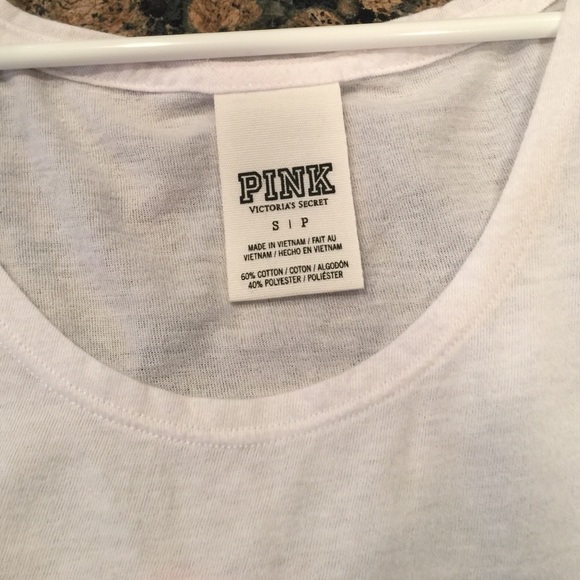 PINK
VICTORIA'S SECRET
S | P
MADE IN VIETNAM / FAIT AU
VIETNAM / HECHO EN VIETNAM
60% COTTON / COTON / ALGODÓN
40% POLYESTER / POLIÉSTER